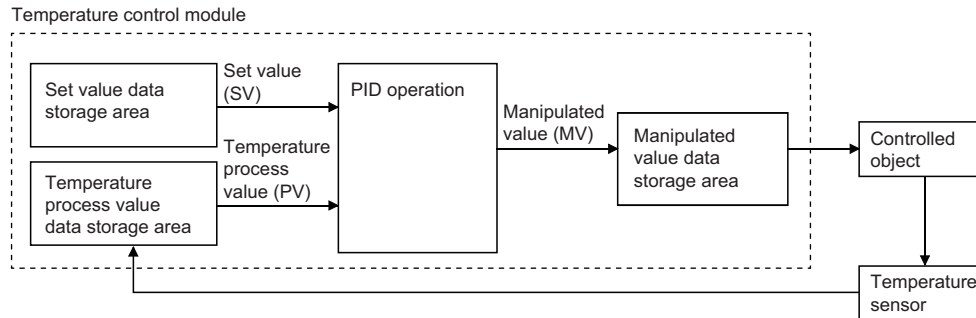 Temperature control module
Set value data
storage area
Set value
(SV)
PID operation
Temperature
process value
data storage area
Temperature
process
value (PV)
Manipulated
value (MV)
Manipulated
value data
storage area
Controlled
object
Temperature
sensor